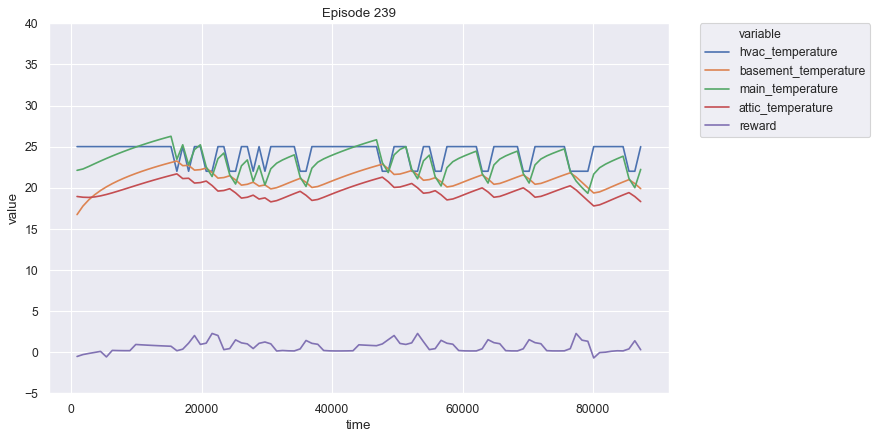 Episode 239
variable
hvac_temperature
basement_temperature
main_temperature
attic_temperature
reward
value
40
35
30
25
20
15
10
5
0
−5
0 20000 40000 60000 80000
time